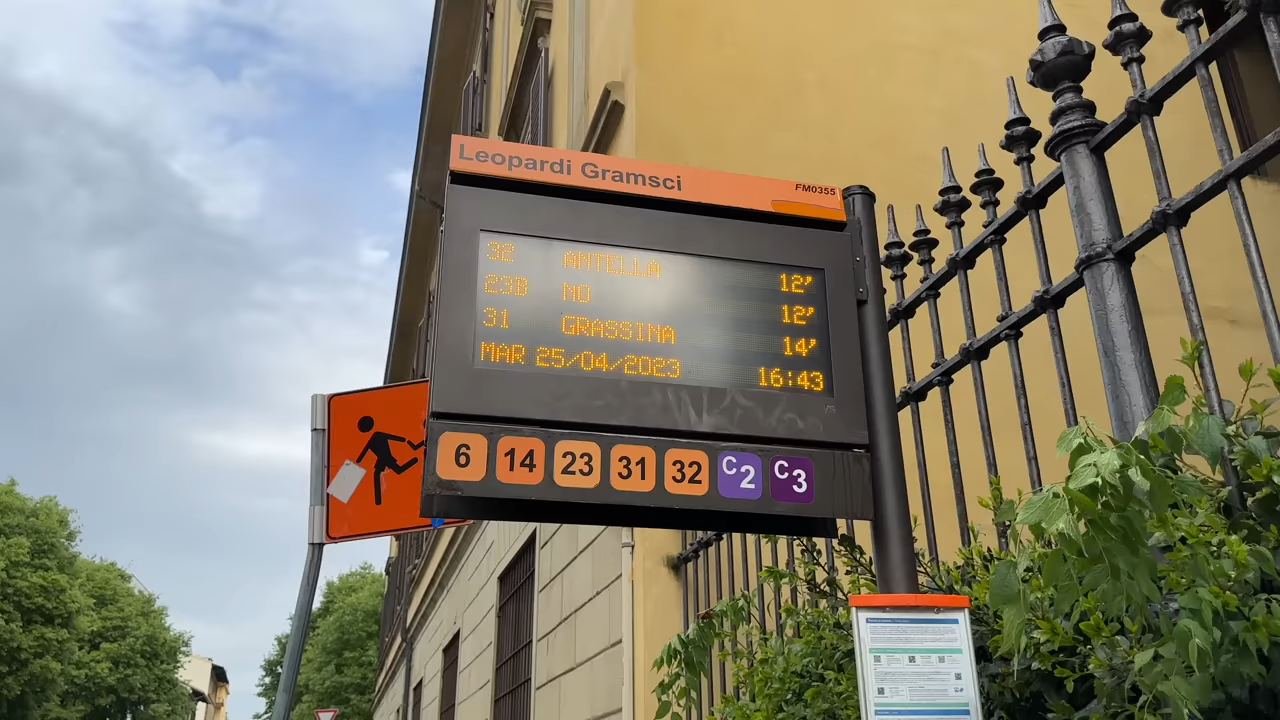 Leopardi Gramsci FM0355
32 ANTELLA 12'
23B NO 12'
31 GRASSINA 14'
MAR 25/04/2023 16:43
6 14 23 31 32 C2 C3